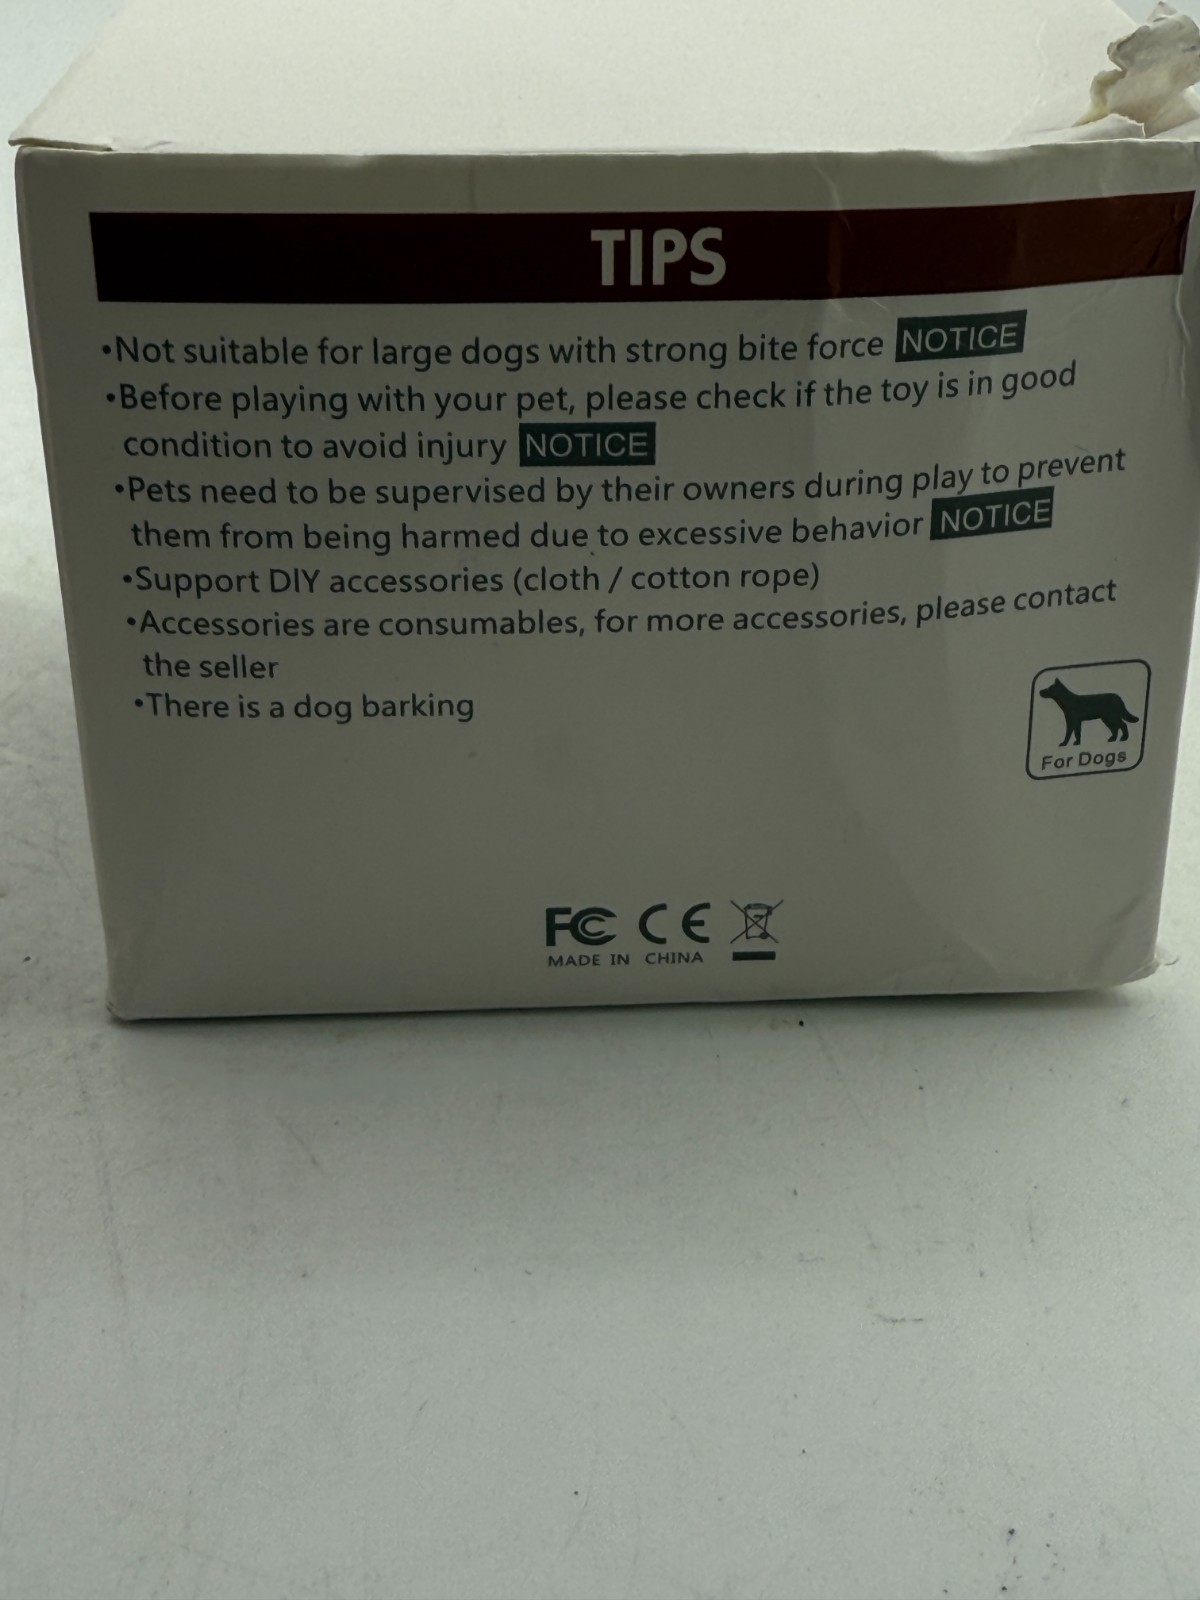 TIPS
•Not suitable for large dogs with strong bite force NOTICE
•Before playing with your pet, please check if the toy is in good
condition to avoid injury NOTICE
•Pets need to be supervised by their owners during play to prevent
them from being harmed due to excessive behavior NOTICE
•Support DIY accessories (cloth / cotton rope)
•Accessories are consumables, for more accessories, please contact
the seller
•There is a dog barking
For Dogs
FC CE
MADE IN CHINA